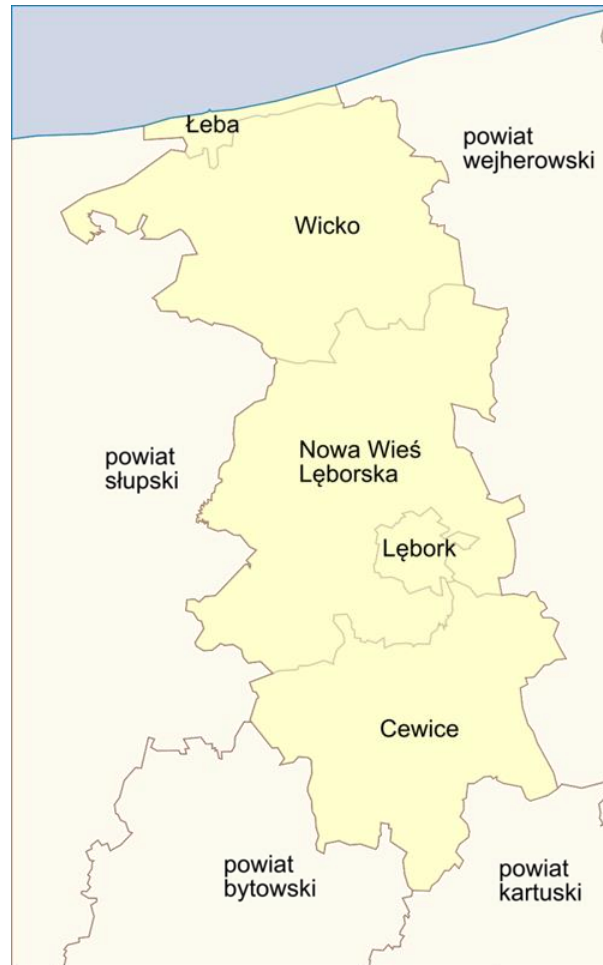 Łeba
powiat
wejherowski
Wicko
Nowa Wieś
Lęborska
powiat
słupski
Lębork
Cewice
powiat
bytowski
powiat
kartuski